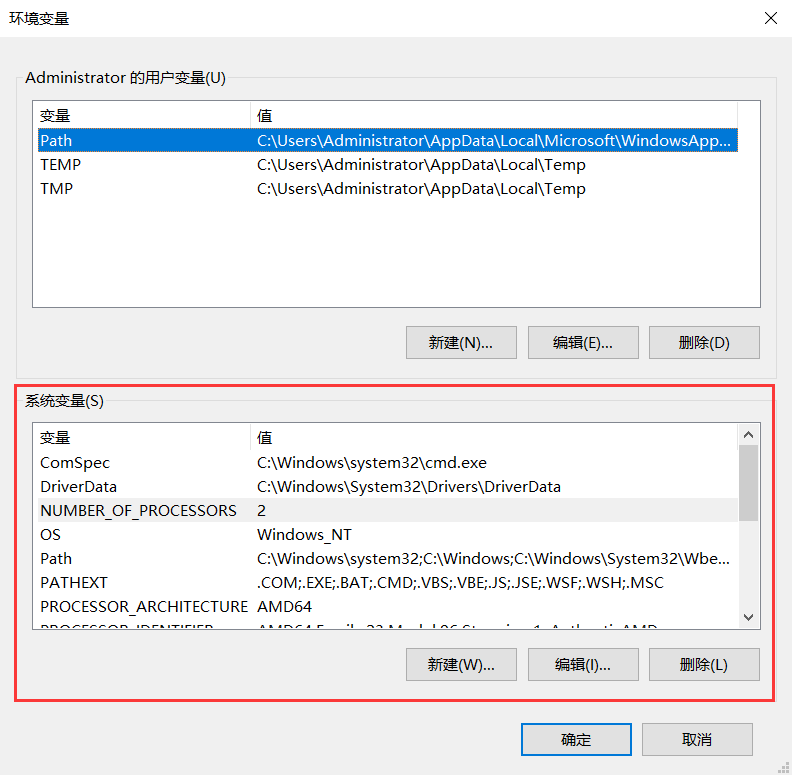 环境变量
Administrator 的用户变量(U)
变量 值
Path C:\Users\Administrator\AppData\Local\Microsoft\WindowsApp...
TEMP C:\Users\Administrator\AppData\Local\Temp
TMP C:\Users\Administrator\AppData\Local\Temp
新建(N)... 编辑(E)... 删除(D)
系统变量(S)
变量 值
ComSpec C:\Windows\system32\cmd.exe
DriverData C:\Windows\System32\Drivers\DriverData
NUMBER_OF_PROCESSORS 2
OS Windows_NT
Path C:\Windows\system32;C:\Windows;C:\Windows\System32\Wbe...
PATHEXT .COM;.EXE;.BAT;.CMD;.VBS;.VBE;.JS;.JSE;.WSF;.WSH;.MSC
PROCESSOR_ARCHITECTURE AMD64
PROCESSOR_IDENTIFIER AMD64 Family
新建(W)... 编辑(I)... 删除(L)
确定 取消